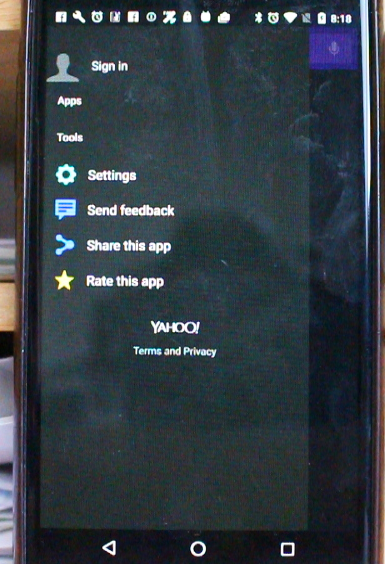 8:18
Sign in
Apps
Tools
Settings
Send feedback
Share this app
Rate this app
YAHOO!
Terms and Privacy